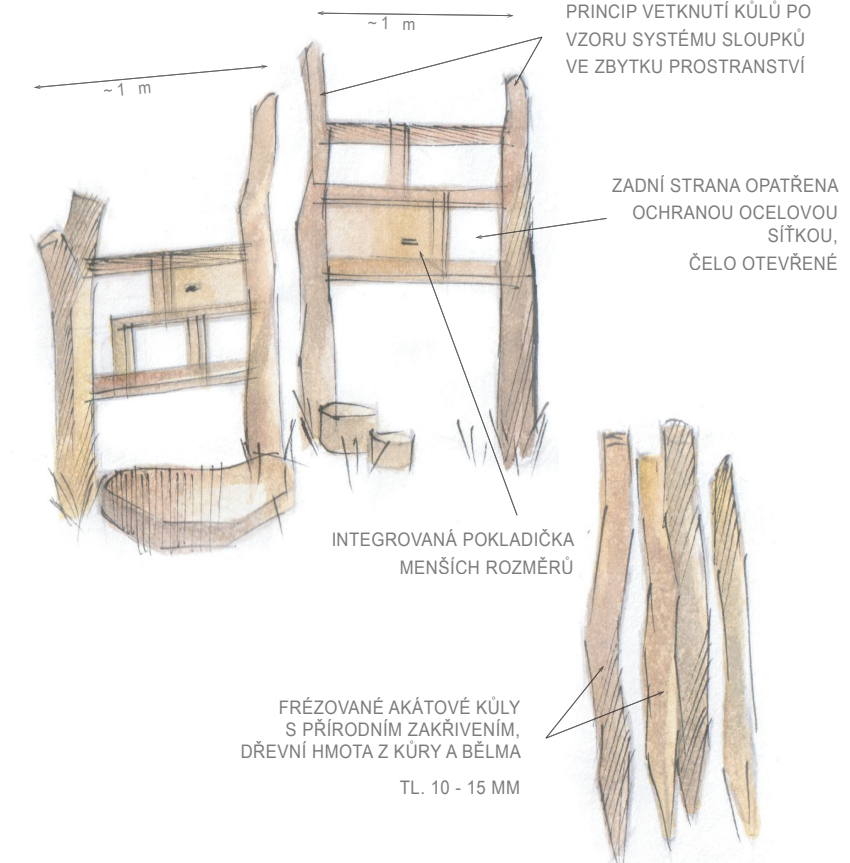 ~1 m
PRINCIP VETKNUTÍ KŮLŮ PO
VZORU SYSTÉMU SLOUPKŮ
VE ZBYTKU PROSTRANSTVÍ
~1 m
ZADNÍ STRANA OPATŘENA
OCHRANOU OCELOVOU
SÍŤKOU,
ČELO OTEVŘENÉ
INTEGROVANÁ POKLADIČKA
MENŠÍCH ROZMĚRŮ
FRÉZOVANÉ AKÁTOVÉ KŮLY
S PŘÍRODNÍM ZAKŘIVENÍM,
DŘEVNÍ HMOTA Z KŮRY A BĚLMA
TL. 10 - 15 MM